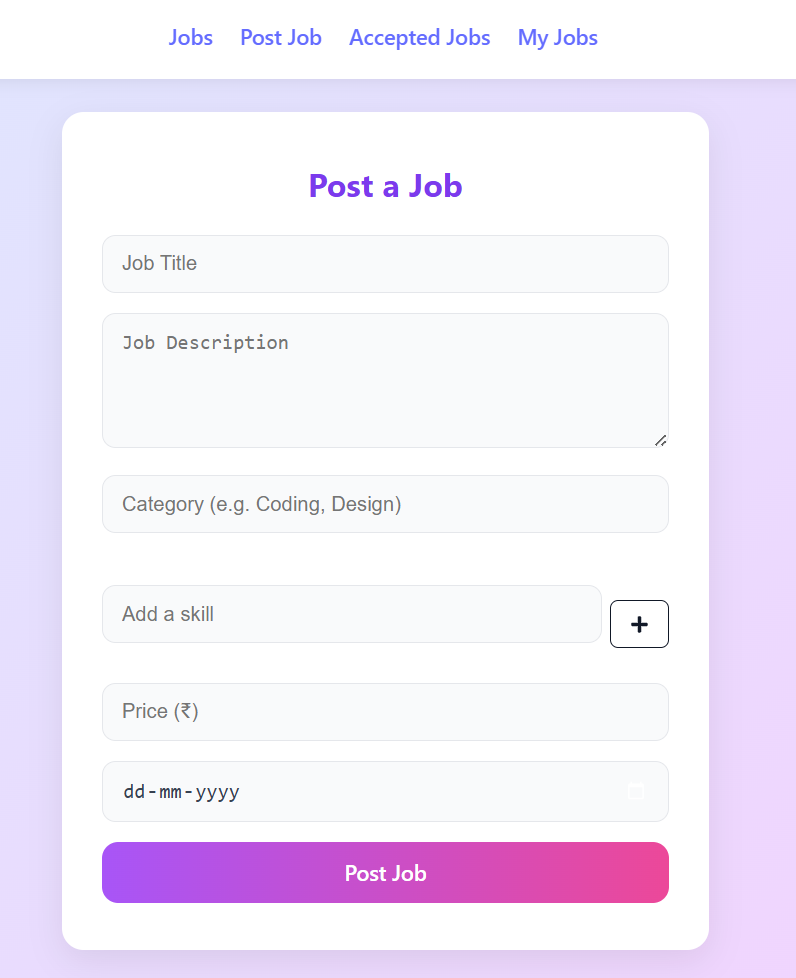 Jobs Post Job Accepted Jobs My Jobs
Post a Job
Job Title
Job Description
Category (e.g. Coding, Design)
Add a skill
+
Price (₹)
dd-mm-yyyy
Post Job